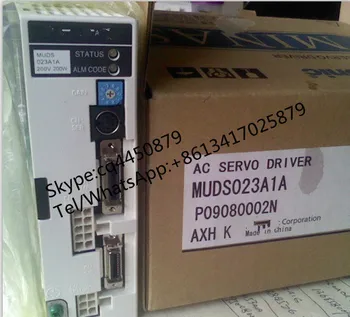 MUDS
023A1A
200V 200W
STATUS
ALM CODE
Skype:cq4450879
Tel/WhatsApp:+8613417025879
AC SERVO DRIVER
MUDS023A1A
P09080002N
AXH K
Corporation
Made in china